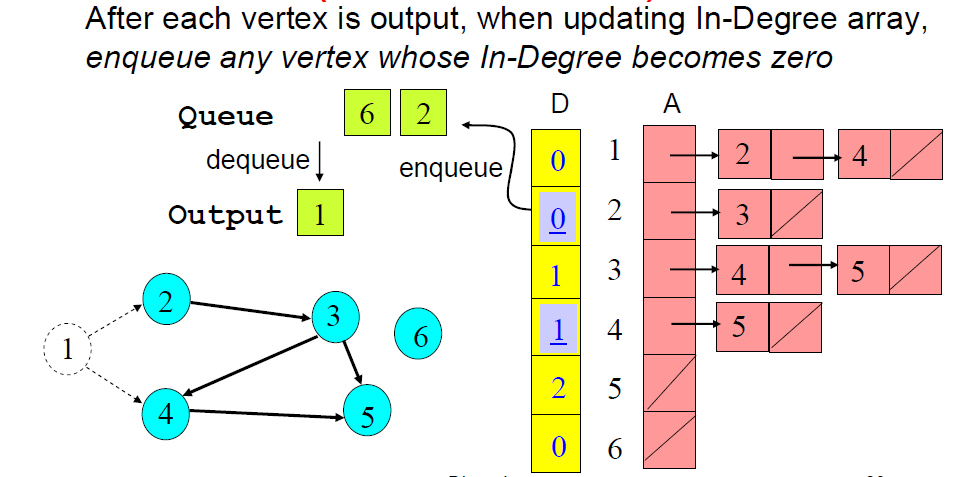 After each vertex is output, when updating In-Degree array,
enqueue any vertex whose In-Degree becomes zero
Queue 6 2
D A
dequeue
enqueue
Output 1
0 1 2 4
0 2 3
1 3 4 5
1 4 5
2 5
0 6
2
3
6
1
4
5